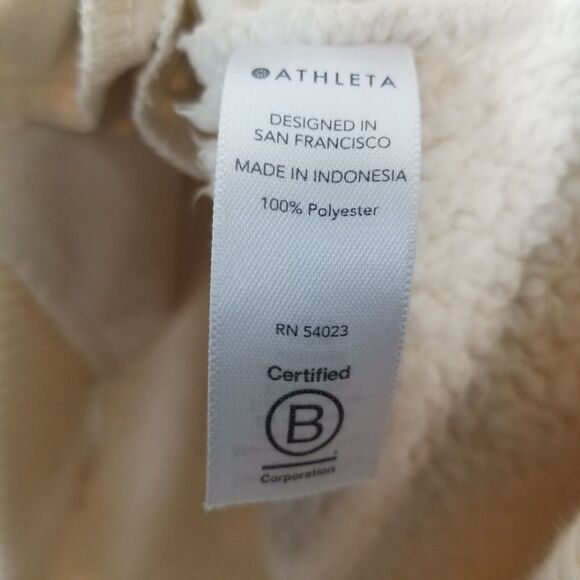 ATHLETA
DESIGNED IN
SAN FRANCISCO
MADE IN INDONESIA
100% Polyester
RN 54023
Certified
B
Corporation